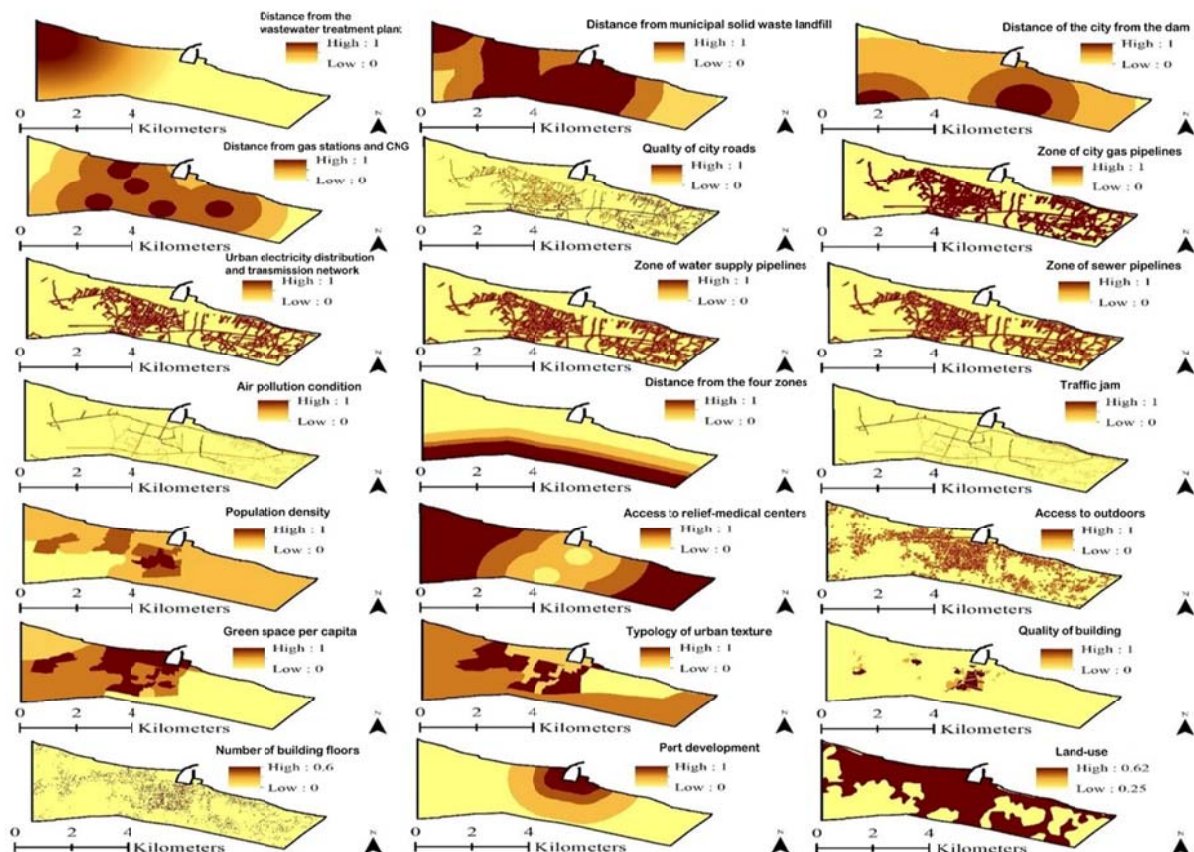 Distance from the
wastewater treatment plant
High : 1
Low : 0
0 2 4
Kilometers
Distance from municipal solid waste landfill
High : 1
Low : 0
0 2 4
Kilometers
Distance of the city from the dam
High : 1
Low : 0
0 2 4
Kilometers
Distance from gas stations and CNG
High : 1
Low : 0
0 2 4
Kilometers
Quality of city roads
High : 1
Low : 0
0 2 4
Kilometers
Zone of city gas pipelines
High : 1
Low : 0
0 2 4
Kilometers
Urban electricity distribution
and trassmission network
High : 1
Low : 0
0 2 4
Kilometers
Zone of water supply pipelines
High : 1
Low : 0
0 2 4
Kilometers
Zone of sewer pipelines
High : 1
Low : 0
0 2 4
Kilometers
Air pollution condition
High : 1
Low : 0
0 2 4
Kilometers
Distance from the four zones
High : 1
Low : 0
0 2 4
Kilometers
Traffic jam
High : 1
Low : 0
0 2 4
Kilometers
Population density
High : 1
Low : 0
0 2 4
Kilometers
Access to relief-medical centers
High : 1
Low : 0
0 2 4
Kilometers
Access to outdoors
High : 1
Low : 0
0 2 4
Kilometers
Green space per capita
High : 1
Low : 0
0 2 4
Kilometers
Typology of urban texture
High : 1
Low : 0
0 2 4
Kilometers
Quality of building
High : 1
Low : 0
0 2 4
Kilometers
Number of building floors
High : 0.6
Low : 0
0 2 4
Kilometers
Port development
High : 1
Low : 0
0 2 4
Kilometers
Land-use
High : 0.62
Low : 0.25
0 2 4
Kilometers